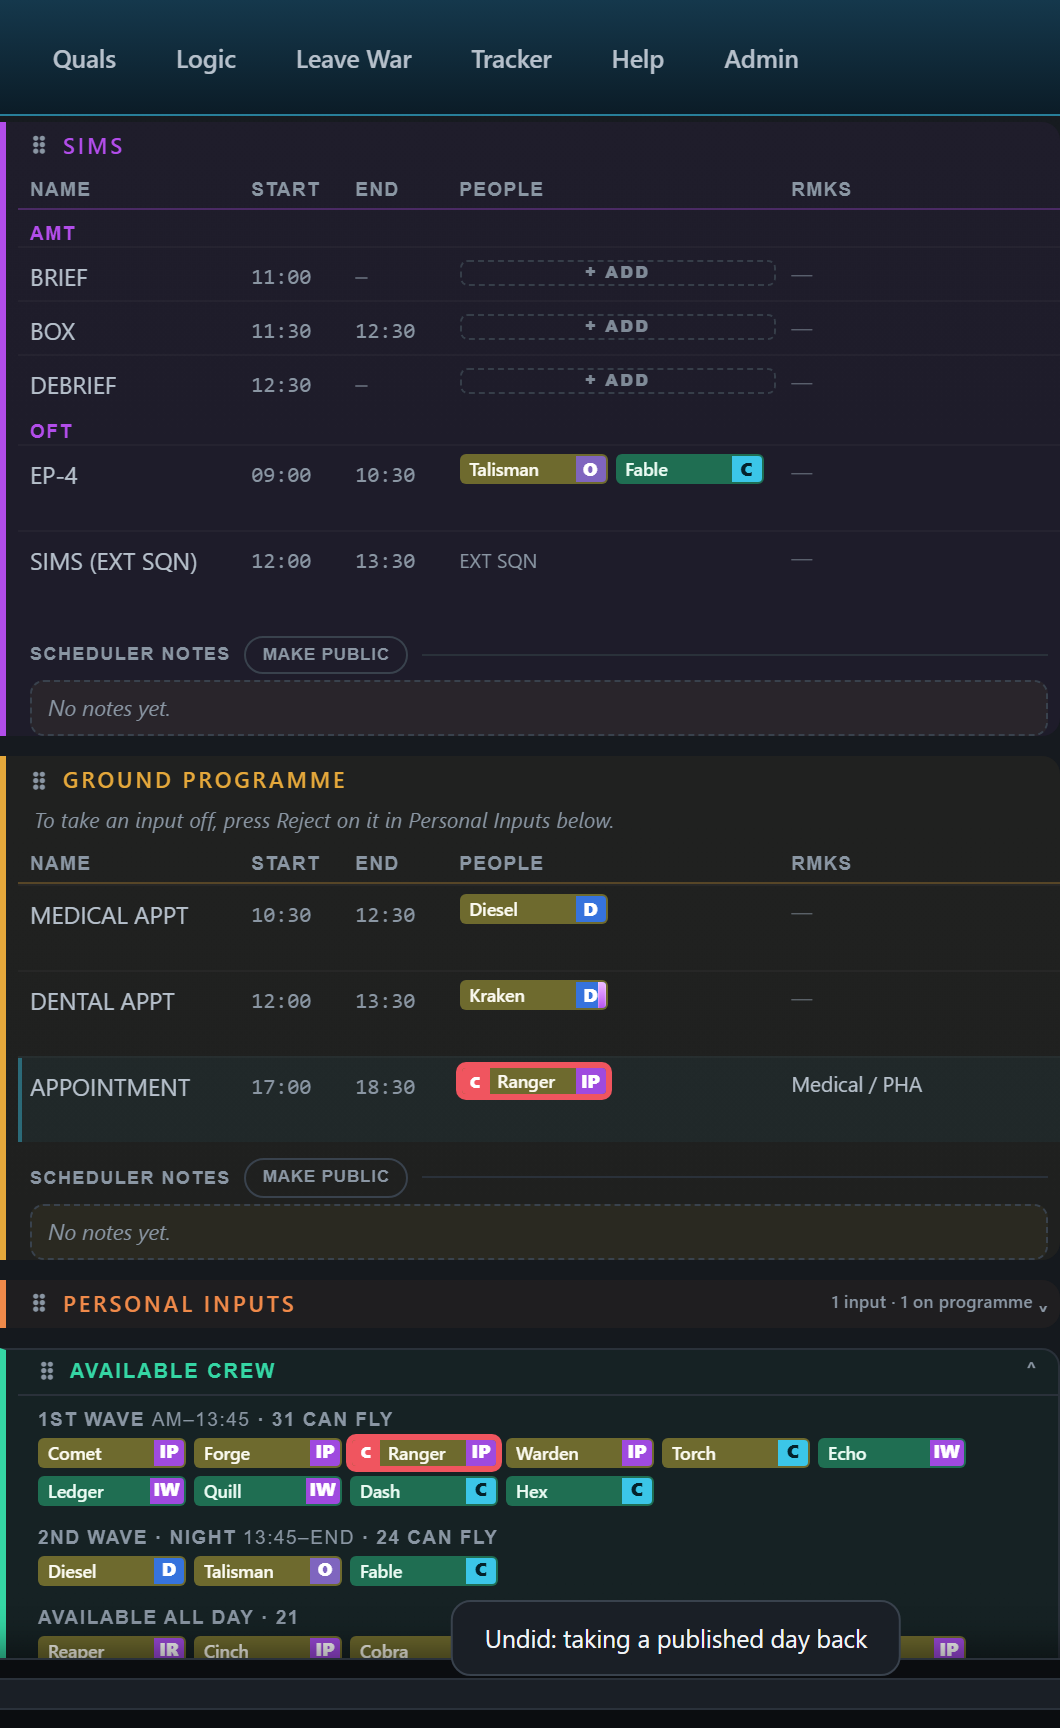 Quals Logic Leave War Tracker Help Admin
SIMS
NAME START END PEOPLE RMKS
AMT
BRIEF 11:00 — + ADD —
BOX 11:30 12:30 + ADD —
DEBRIEF 12:30 — + ADD —
OFT
EP-4 09:00 10:30 Talisman O Fable C —
SIMS (EXT SQN) 12:00 13:30 EXT SQN —
SCHEDULER NOTES MAKE PUBLIC
No notes yet.
GROUND PROGRAMME
To take an input off, press Reject on it in Personal Inputs below.
NAME START END PEOPLE RMKS
MEDICAL APPT 10:30 12:30 Diesel D —
DENTAL APPT 12:00 13:30 Kraken D —
APPOINTMENT 17:00 18:30 C Ranger IP Medical / PHA
SCHEDULER NOTES MAKE PUBLIC
No notes yet.
PERSONAL INPUTS 1 input · 1 on programme
AVAILABLE CREW
1ST WAVE AM–13:45 · 31 CAN FLY
Comet IP Forge IP C Ranger IP Warden IP Torch C Echo IW
Ledger IW Quill IW Dash C Hex C
2ND WAVE · NIGHT 13:45–END · 24 CAN FLY
Diesel D Talisman O Fable C
AVAILABLE ALL DAY · 21
Reaper IR Cinch IP Cobra IP
Undid: taking a published day back